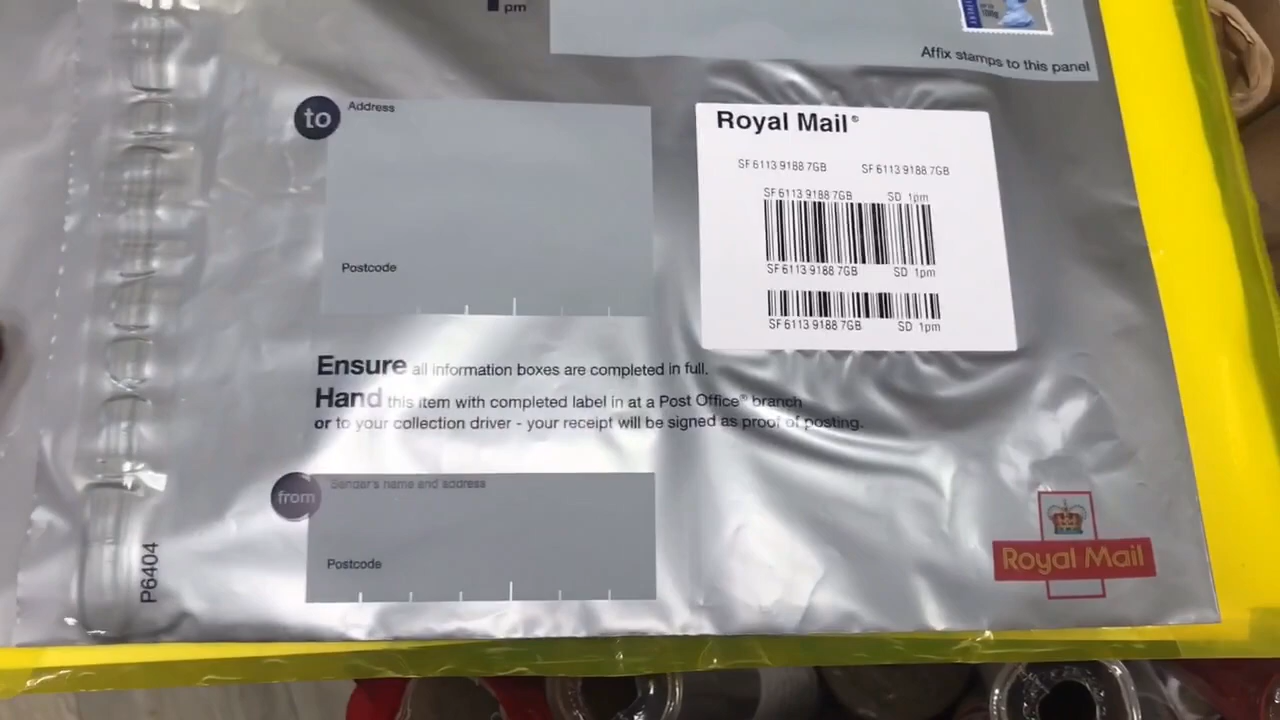 pm
100g
Affix stamps to this panel
to
Address
Postcode
Royal Mail®
SF 6113 9188 7GB SF 6113 9188 7GB
SF 6113 9188 7GB SD 1pm
SF 6113 9188 7GB SD 1pm
SF 6113 9188 7GB SD 1pm
Ensure all information boxes are completed in full.
Hand this item with completed label in at a Post Office® branch
or to your collection driver - your receipt will be signed as proof of posting.
from
Sender's name and address
Postcode
P6404
Royal Mail